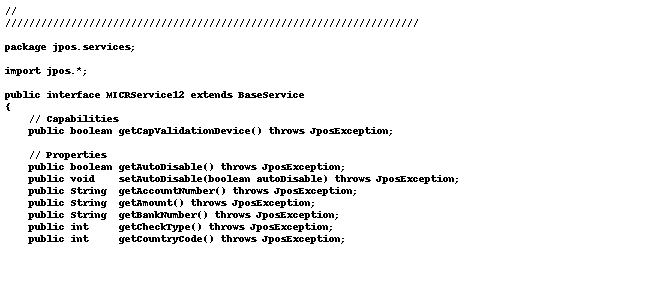 //
//////////////////////////////////////////////////////////////////////
package jpos.services;
import jpos.*;
public interface MICRService12 extends BaseService
{
    // Capabilities
    public boolean getCapValidationDevice() throws JposException;
    // Properties
    public boolean getAutoDisable() throws JposException;
    public void    setAutoDisable(boolean autoDisable) throws JposException;
    public String  getAccountNumber() throws JposException;
    public String  getAmount() throws JposException;
    public String  getBankNumber() throws JposException;
    public int     getCheckType() throws JposException;
    public int     getCountryCode() throws JposException;